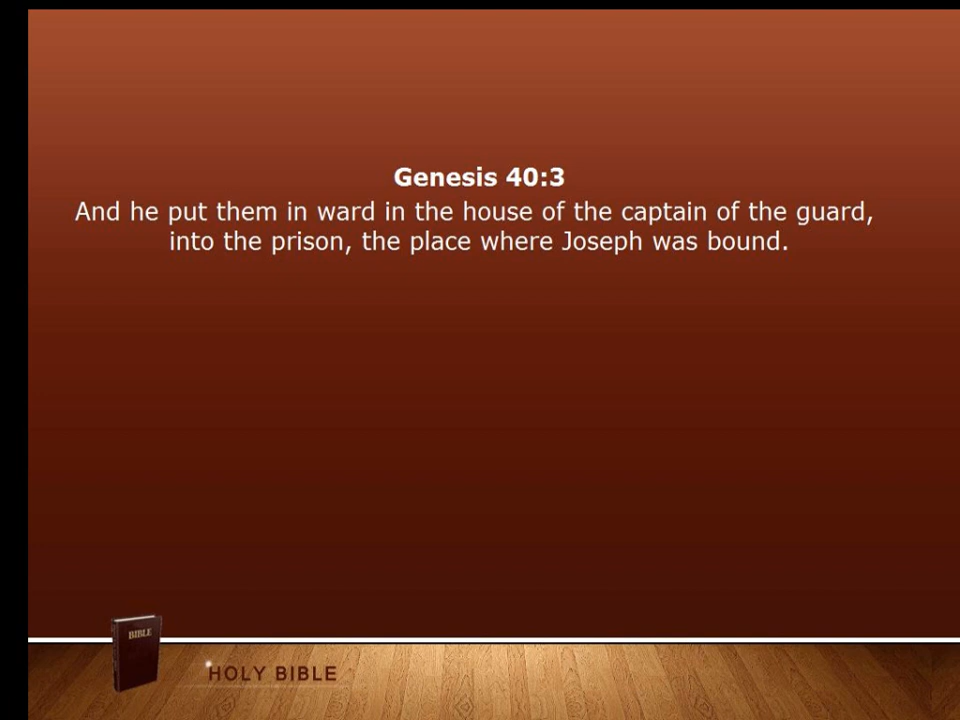 Genesis 40:3
And he put them in ward in the house of the captain of the guard,
into the prison, the place where Joseph was bound.
BIBLE
HOLY BIBLE